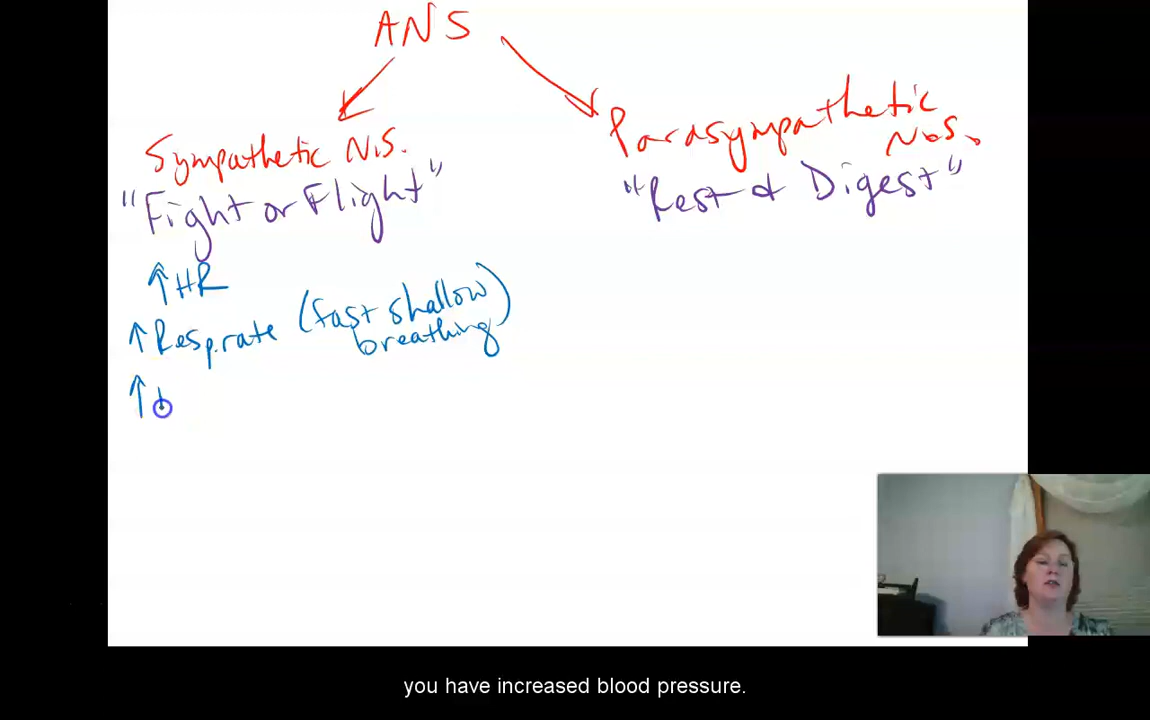 ANS
Sympathetic N.S.
Parasympathetic
N.S.
"Fight or Flight"
"Rest & Digest"
↑ HR
↑ Resp. rate (fast shallow
breathing)
↑
you have increased blood pressure.